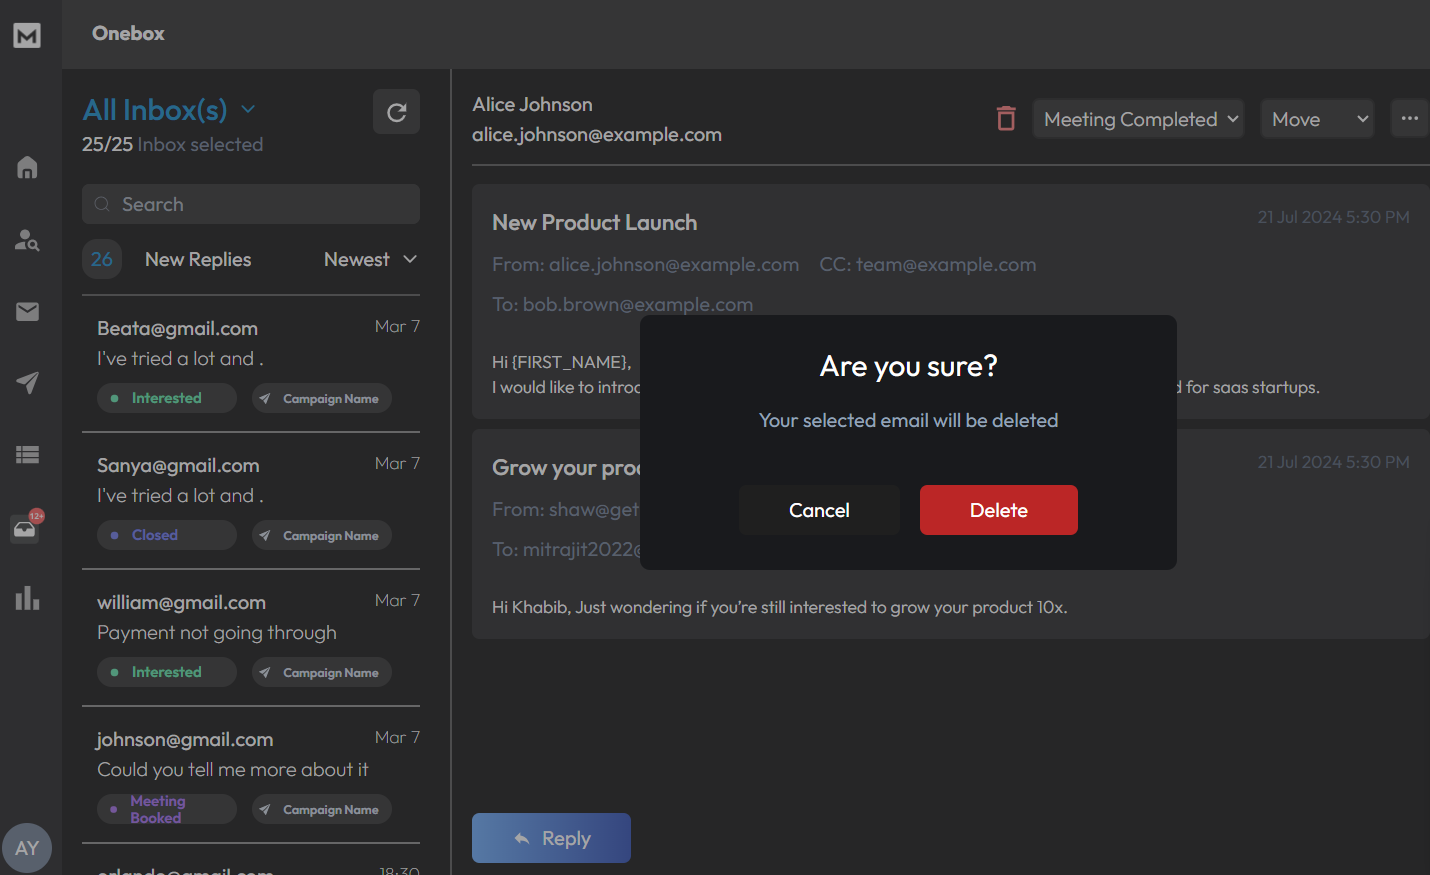 M
Onebox
All Inbox(s)
25/25 Inbox selected
Search
26 New Replies Newest
Beata@gmail.com Mar 7
I've tried a lot and .
Interested Campaign Name
Sanya@gmail.com Mar 7
I've tried a lot and .
Closed Campaign Name
william@gmail.com Mar 7
Payment not going through
Interested Campaign Name
johnson@gmail.com Mar 7
Could you tell me more about it
Meeting
Booked
Campaign Name
18:30
12+
AY
Alice Johnson
alice.johnson@example.com
Meeting Completed Move ...
New Product Launch 21 Jul 2024 5:30 PM
From: alice.johnson@example.com CC: team@example.com
To: bob.brown@example.com
Hi {FIRST_NAME},
I would like to introd for saas startups.
Grow your 21 Jul 2024 5:30 PM
From: shaw@get
To: mitrajit2022@
Hi Khabib, Just wondering if you're still interested to grow your product 10x.
Are you sure?
Your selected email will be deleted
Cancel Delete
Reply